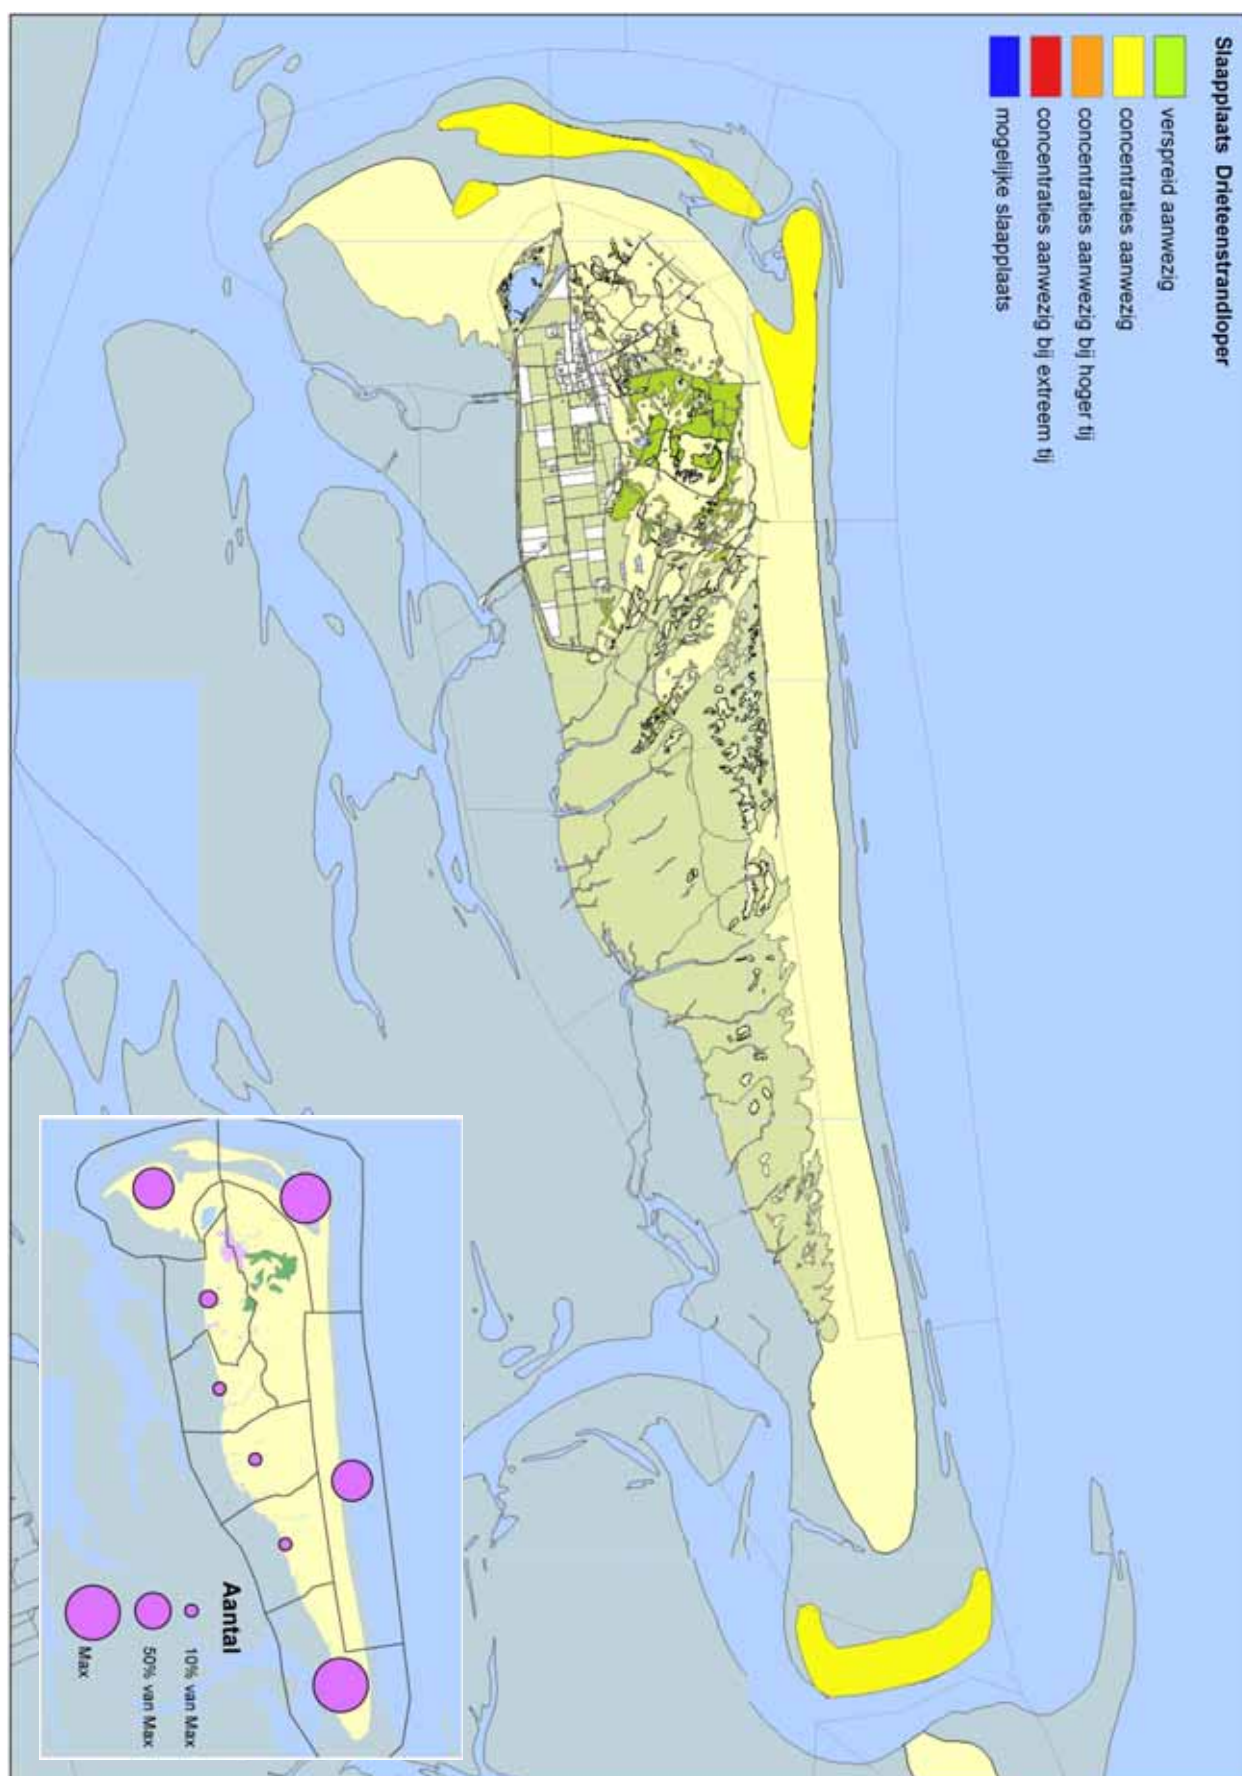 Slaapplaats Drieteenstrandloper
verspreid aanwezig
concentraties aanwezig
concentraties aanwezig bij hoger tij
concentraties aanwezig bij extreem tij
mogelijke slaapplaats
Aantal
10% van Max
50% van Max
Max